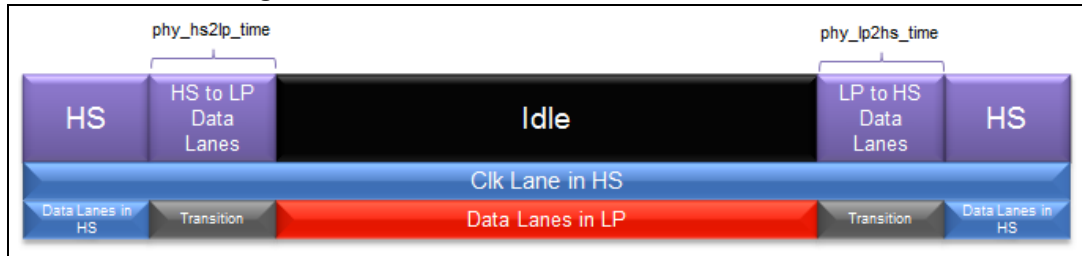 phy_hs2lp_time
phy_lp2hs_time
HS
HS to LP
Data
Lanes
Idle
LP to HS
Data
Lanes
HS
Clk Lane in HS
Data Lanes in
HS
Transition
Data Lanes in LP
Transition
Data Lanes in
HS